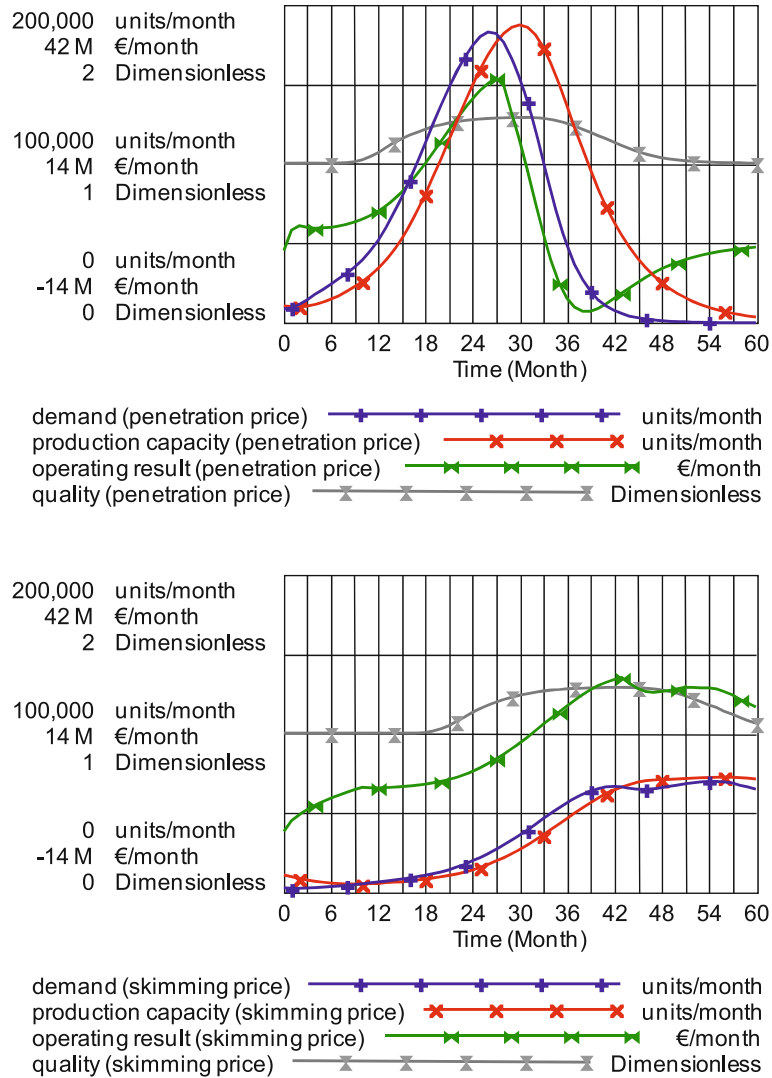 200,000 units/month
42 M €/month
2 Dimensionless
100,000 units/month
14 M €/month
1 Dimensionless
0 units/month
-14 M €/month
0 Dimensionless
0 6 12 18 24 30 36 42 48 54 60
Time (Month)
demand (penetration price) units/month
production capacity (penetration price) units/month
operating result (penetration price) €/month
quality (penetration price) Dimensionless
200,000 units/month
42 M €/month
2 Dimensionless
100,000 units/month
14 M €/month
1 Dimensionless
0 units/month
-14 M €/month
0 Dimensionless
0 6 12 18 24 30 36 42 48 54 60
Time (Month)
demand (skimming price) units/month
production capacity (skimming price) units/month
operating result (skimming price) €/month
quality (skimming price) Dimensionless